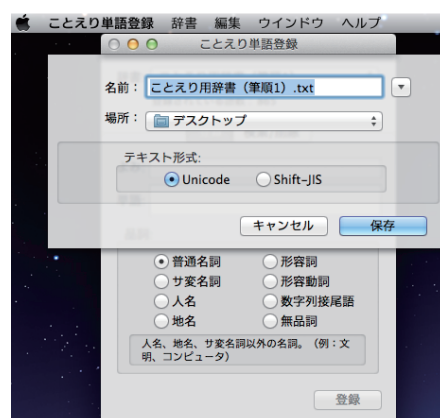 ことえり単語登録 辞書 編集 ウインドウ ヘルプ
ことえり単語登録
名前： ことえり用辞書（筆順1）.txt
場所： デスクトップ
テキスト形式:
Unicode Shift-JIS
キャンセル 保存
普通名詞 形容詞
サ変名詞 形容動詞
人名 数字列接尾語
地名 無品詞
人名、地名、サ変名詞以外の名詞。（例：文
明、コンピュータ）
登録